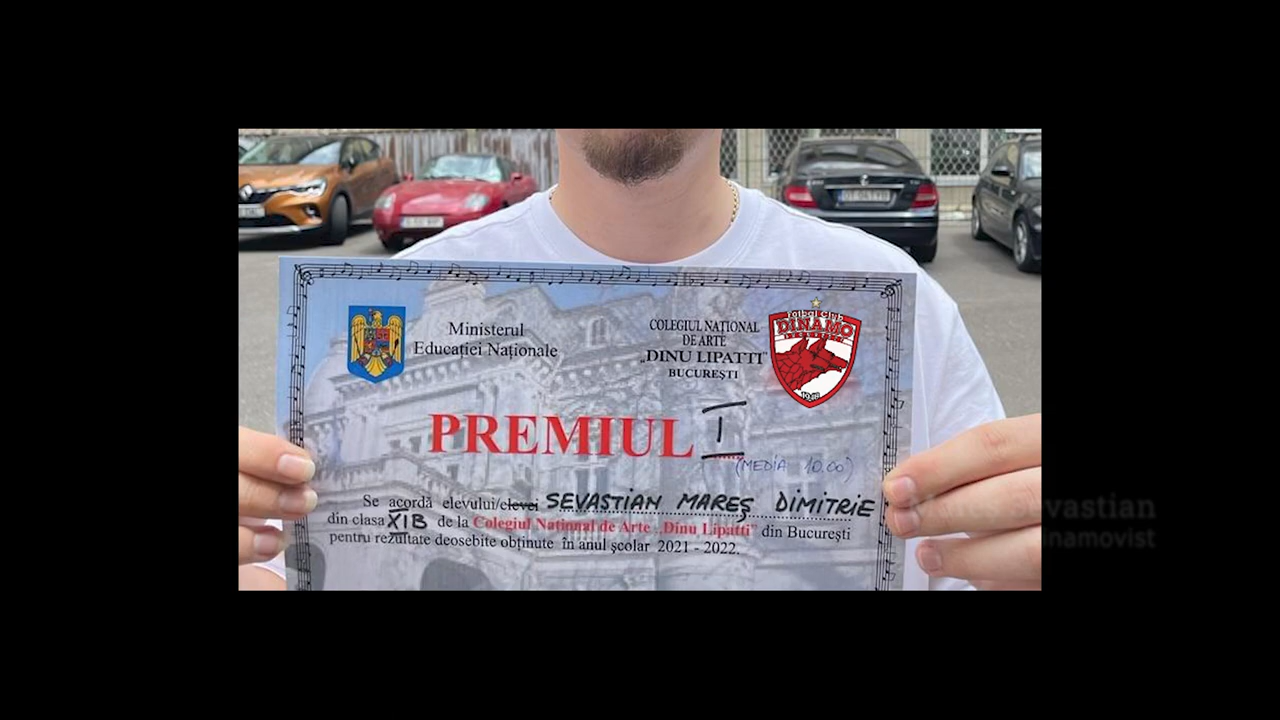 Ministerul
Educației Naționale
COLEGIUL NAȚIONAL
DE ARTE
„DINU LIPATTI”
BUCUREȘTI
Fotbal Club
DINAMO
BUCUREȘTI
1948
PREMIUL I
(MEDIA 10.00)
Se acordă elevului/elevei SEVASTIAN MAREȘ DIMITRIE
din clasa XIB de la Colegiul Național de Arte „Dinu Lipatti” din București
pentru rezultate deosebite obținute în anul școlar 2021 - 2022.
Mareș Sevastian
dinamovist